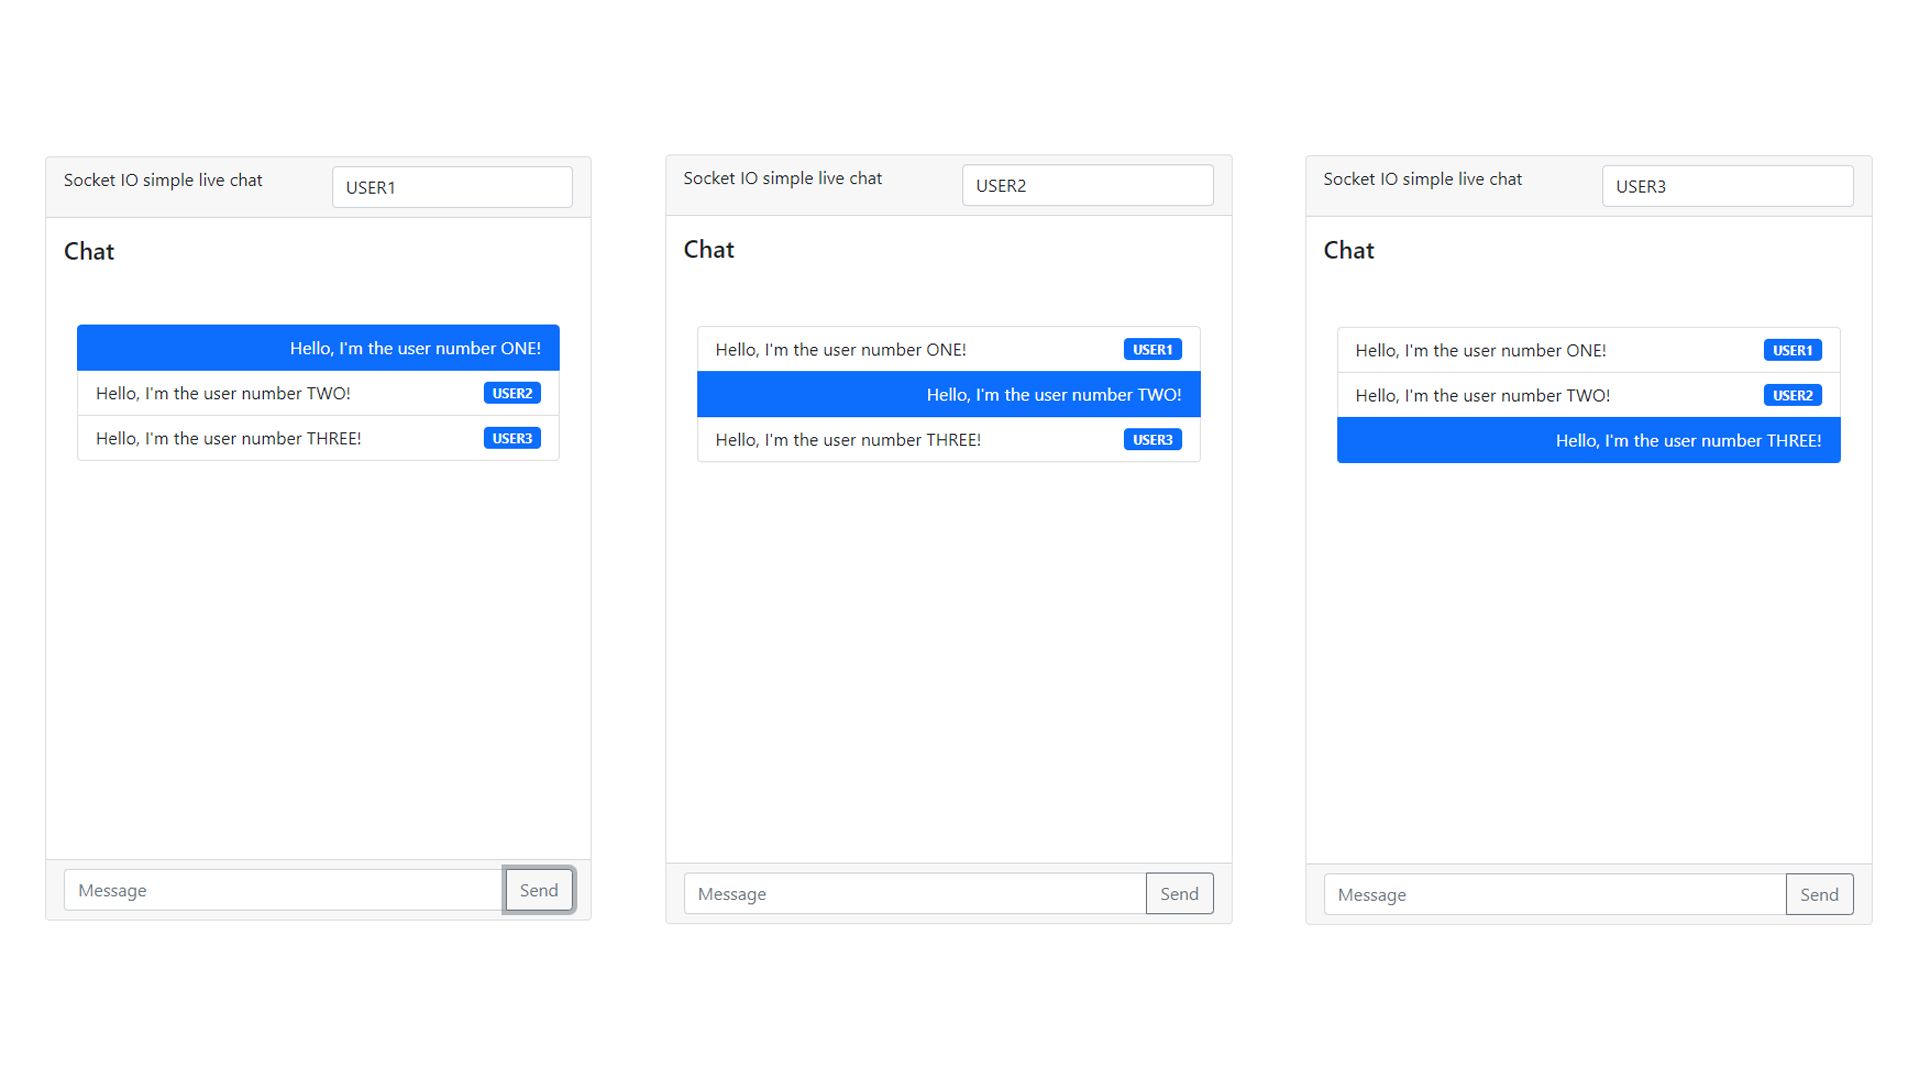 Socket IO simple live chat
USER1
Chat
Hello, I'm the user number ONE!
Hello, I'm the user number TWO! USER2
Hello, I'm the user number THREE! USER3
Message Send
Socket IO simple live chat
USER2
Chat
Hello, I'm the user number ONE! USER1
Hello, I'm the user number TWO!
Hello, I'm the user number THREE! USER3
Message Send
Socket IO simple live chat
USER3
Chat
Hello, I'm the user number ONE! USER1
Hello, I'm the user number TWO! USER2
Hello, I'm the user number THREE!
Message Send